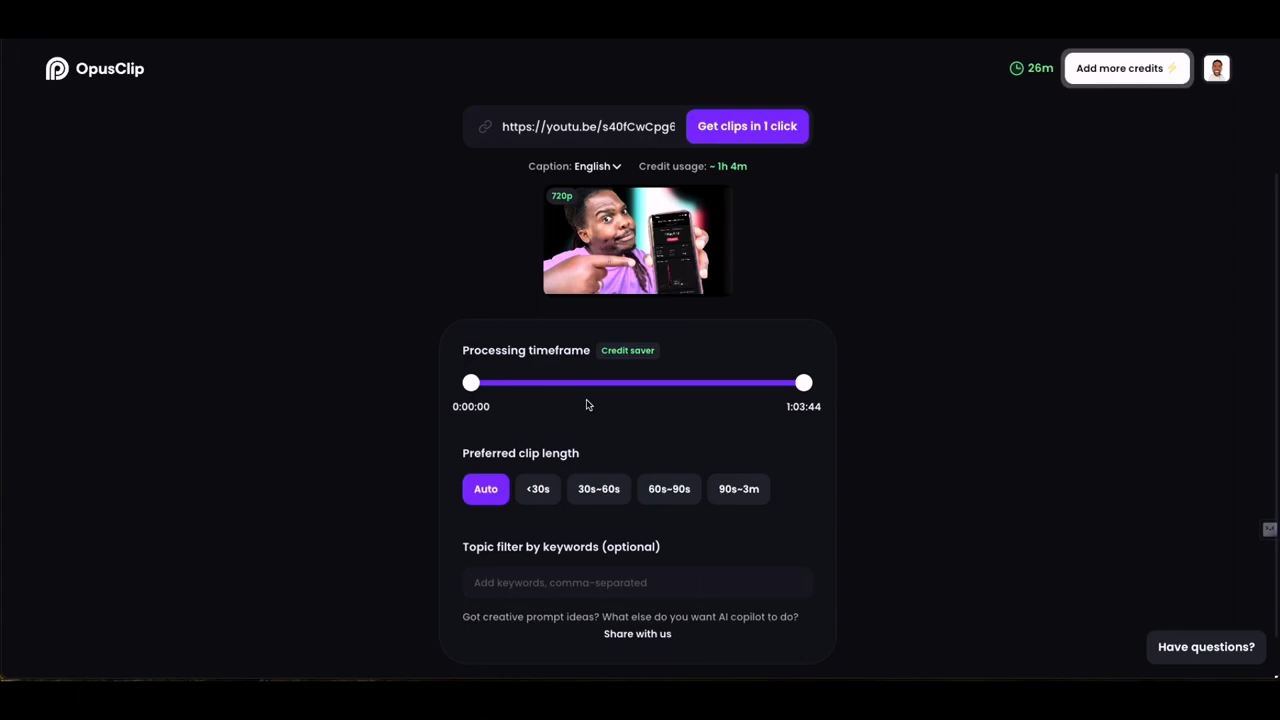 OpusClip
26m
Add more credits⚡
https://youtu.be/s40fCwCpg6
Get clips in 1 click
Caption: English
Credit usage: ~ 1h 4m
720p
Processing timeframe
Credit saver
0:00:00
1:03:44
Preferred clip length
Auto
<30s
30s~60s
60s~90s
90s~3m
Topic filter by keywords (optional)
Add keywords, comma-separated
Got creative prompt ideas? What else do you want AI copilot to do?
Share with us
Have questions?